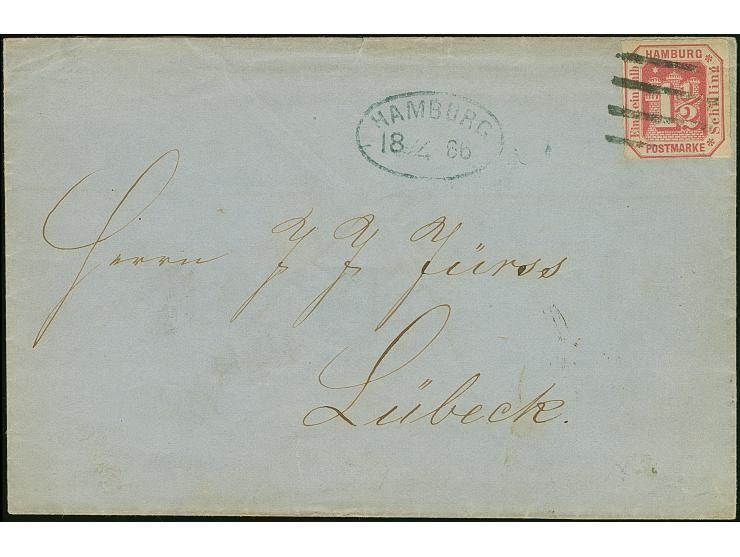 HAMBURG
18 /4 66
HAMBURG
Ein ein halb
1½
Schilling
POSTMARKE
Herrn J J Jürss
Lübeck.